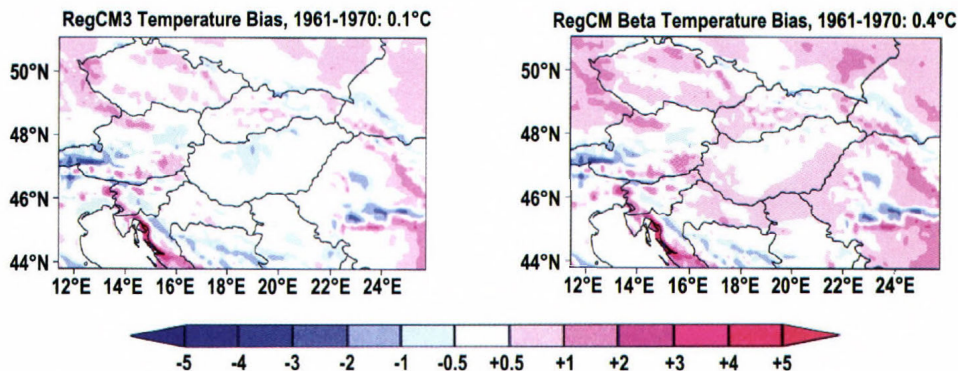 RegCM3 Temperature Bias, 1961-1970: 0.1°C
50°N
48°N
46°N
44°N
12°E 14°E 16°E 18°E 20°E 22°E 24°E
RegCM Beta Temperature Bias, 1961-1970: 0.4°C
50°N
48°N
46°N
44°N
12°E 14°E 16°E 18°E 20°E 22°E 24°E
-5 -4 -3 -2 -1 -0.5 +0.5 +1 +2 +3 +4 +5